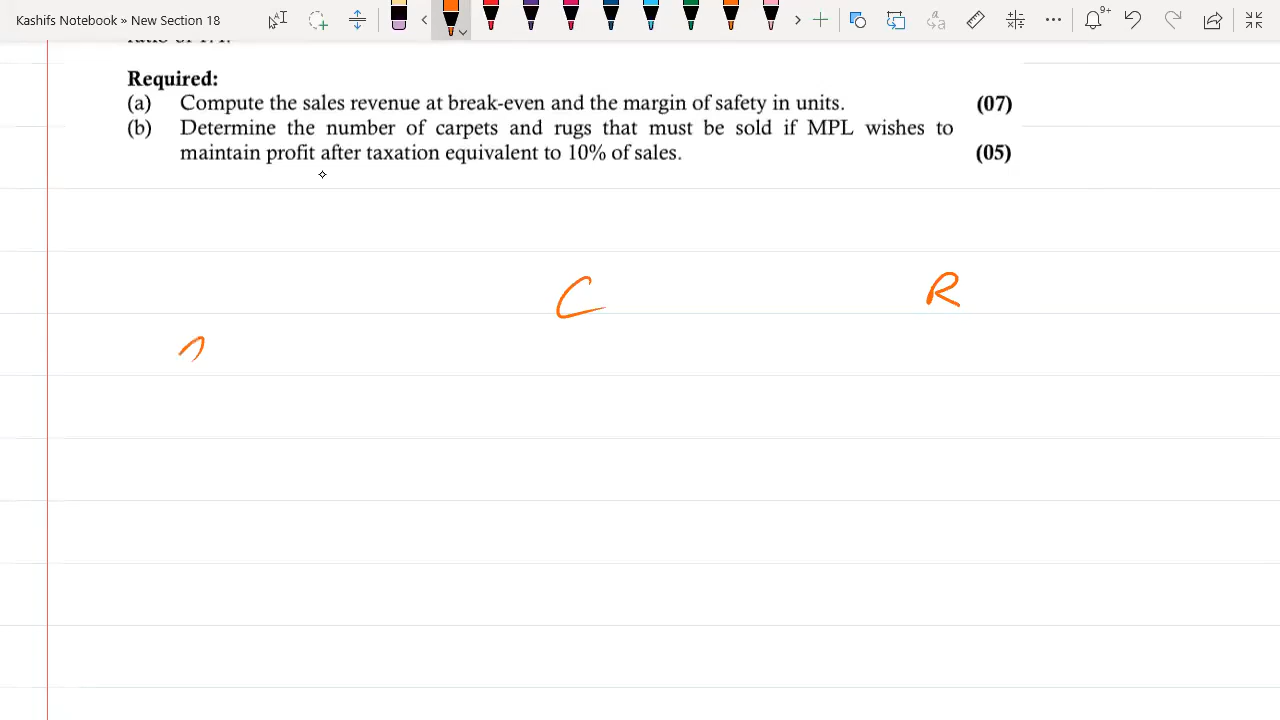 Kashifs Notebook » New Section 18
9+
Required:
(a) Compute the sales revenue at break-even and the margin of safety in units. (07)
(b) Determine the number of carpets and rugs that must be sold if MPL wishes to
maintain profit after taxation equivalent to 10% of sales. (05)
C R